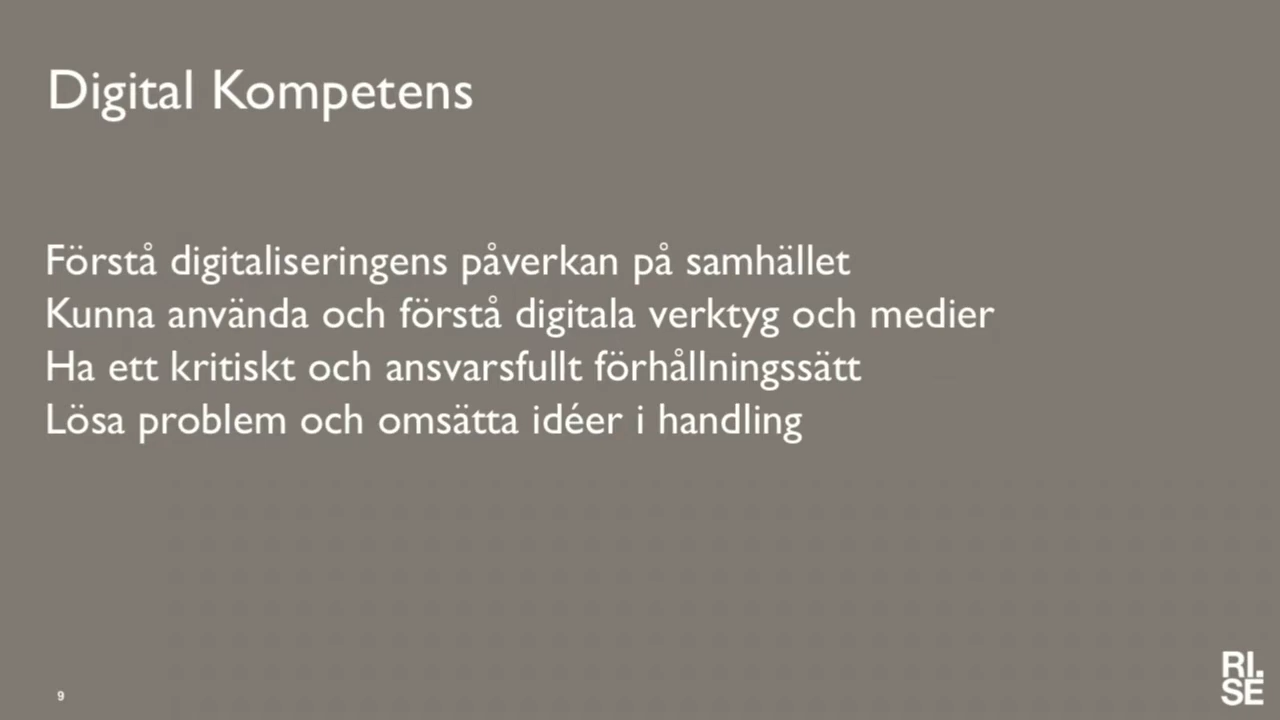 Digital Kompetens
Förstå digitaliseringens påverkan på samhället
Kunna använda och förstå digitala verktyg och medier
Ha ett kritiskt och ansvarsfullt förhållningssätt
Lösa problem och omsätta idéer i handling
9
RI.
SE